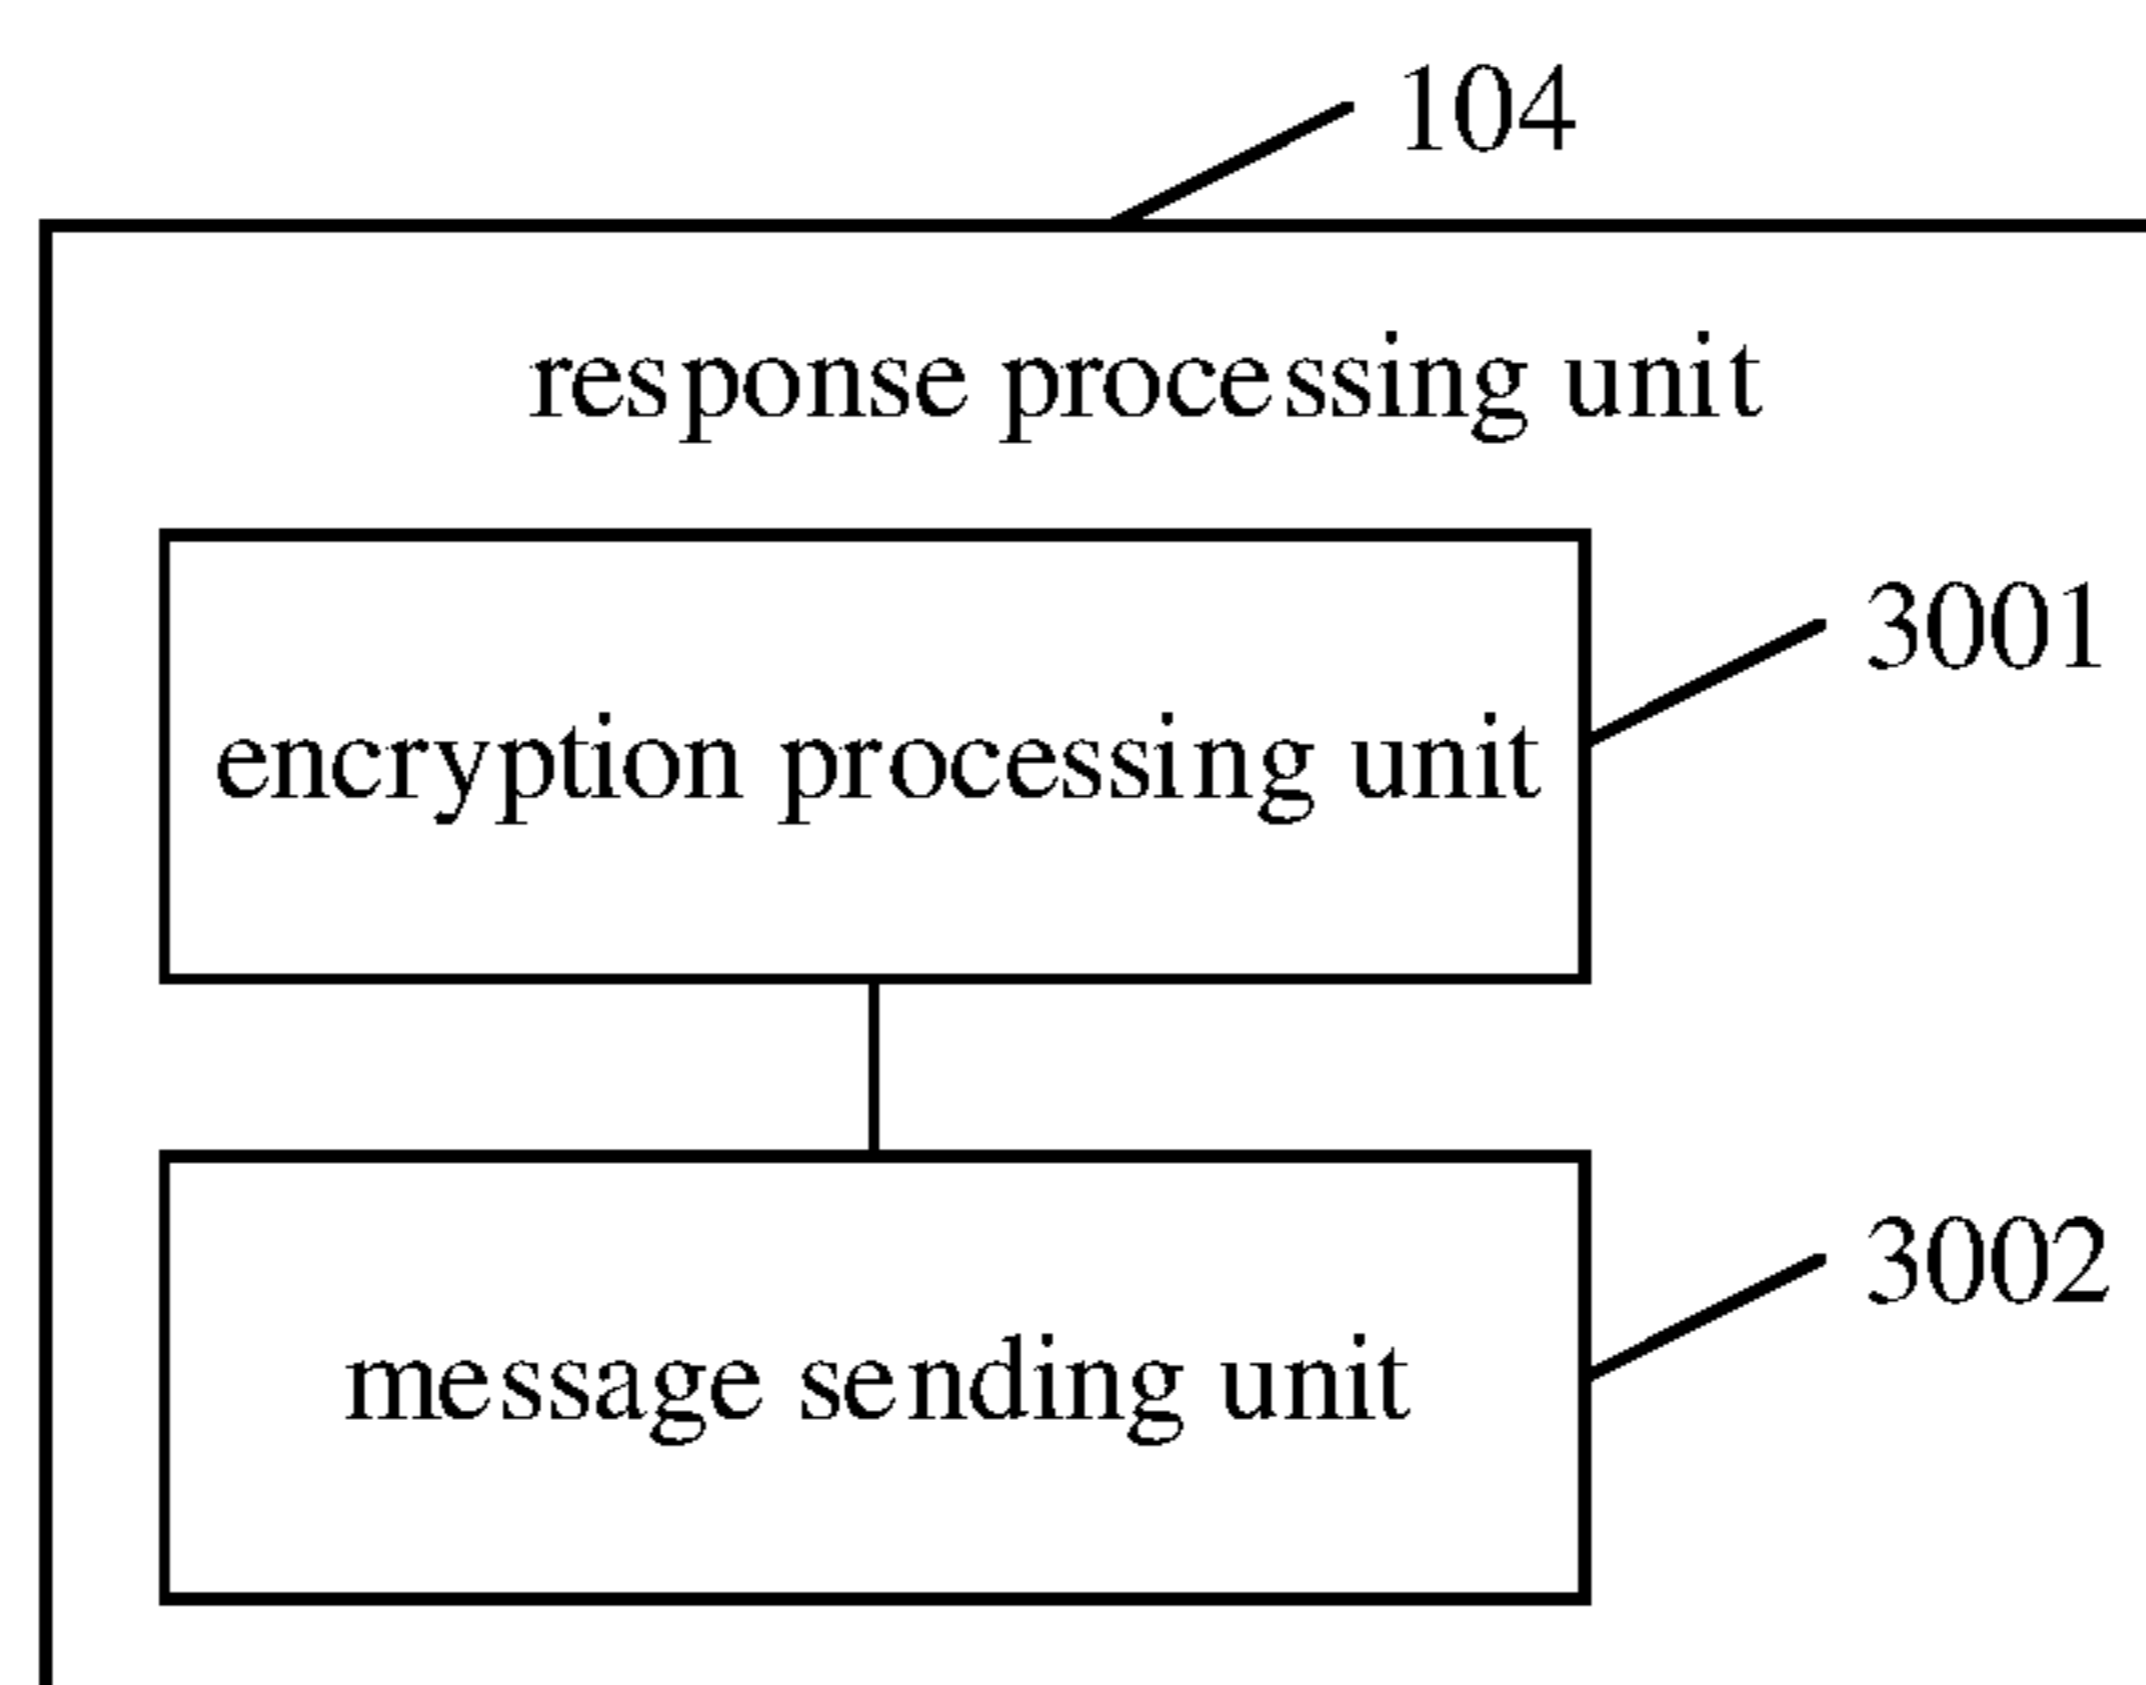 104
response processing unit
3001
encryption processing unit
3002
message sending unit